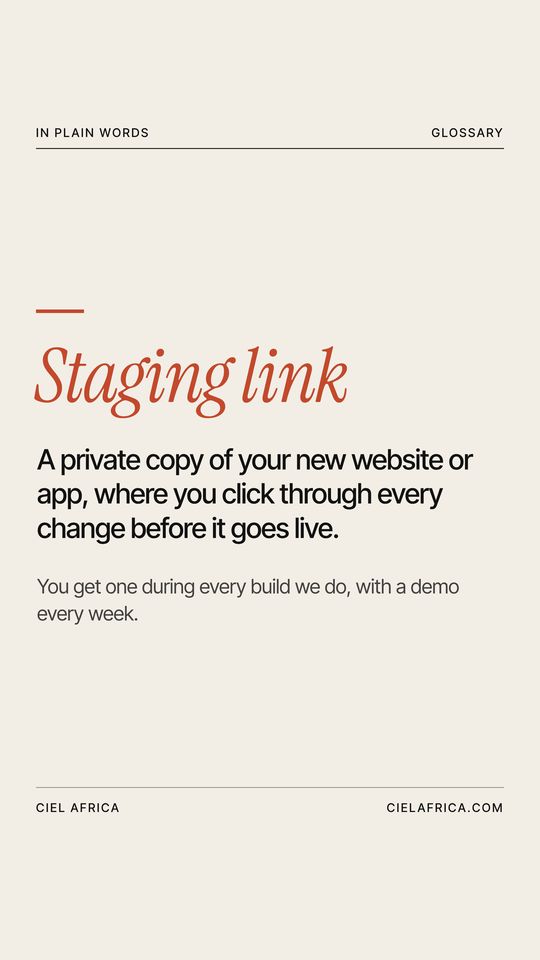 IN PLAIN WORDS
GLOSSARY
Staging link
A private copy of your new website or
app, where you click through every
change before it goes live.
You get one during every build we do, with a demo
every week.
CIEL AFRICA
CIELAFRICA.COM